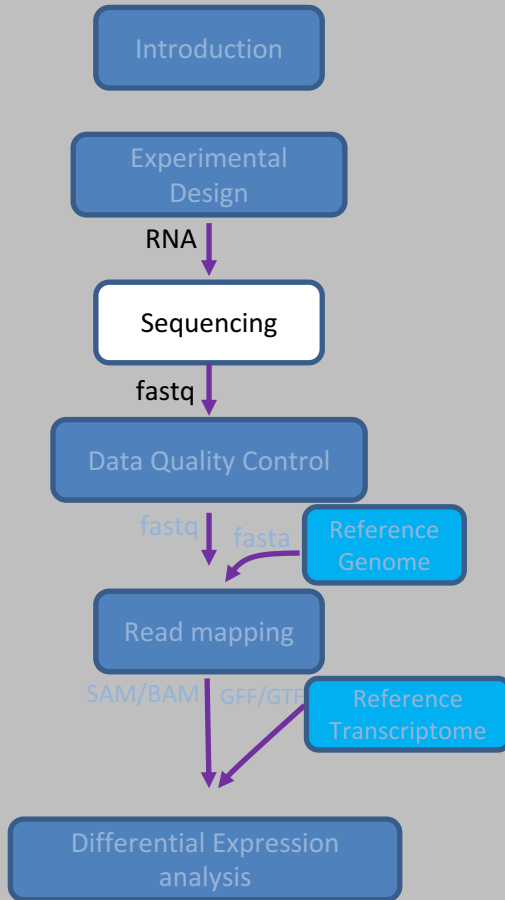 Introduction
Experimental
Design
RNA
Sequencing
fastq
Data Quality Control
fastq
fasta
Reference
Genome
Read mapping
SAM/BAM
GFF/GTF
Reference
Transcriptome
Differential Expression
analysis